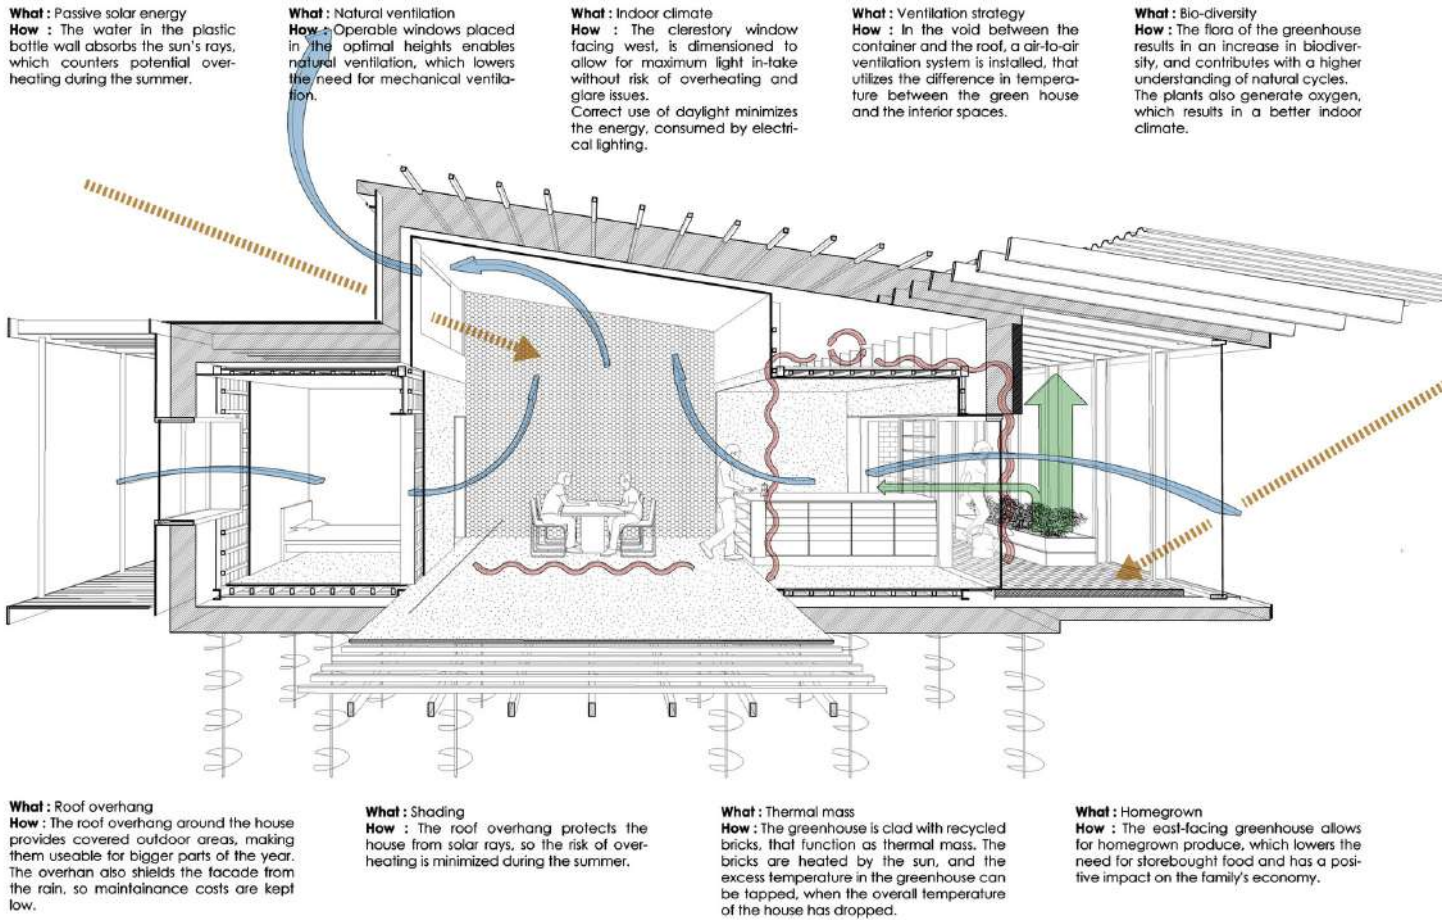 What : Passive solar energy
How : The water in the plastic
bottle wall absorbs the sun's rays,
which counters potential over-
heating during the summer.
What : Natural ventilation
How : Operable windows placed
in the optimal heights enables
natural ventilation, which lowers
the need for mechanical ventila-
tion.
What : Indoor climate
How : The clerestory window
facing west, is dimensioned to
allow for maximum light in-take
without risk of overheating and
glare issues.
Correct use of daylight minimizes
the energy, consumed by electri-
cal lighting.
What : Ventilation strategy
How : In the void between the
container and the roof, a air-to-air
ventilation system is installed, that
utilizes the difference in tempera-
ture between the green house
and the interior spaces.
What : Bio-diversity
How : The flora of the greenhouse
results in an increase in biodiver-
sity, and contributes with a higher
understanding of natural cycles.
The plants also generate oxygen,
which results in a better indoor
climate.
What : Roof overhang
How : The roof overhang around the house
provides covered outdoor areas, making
them useable for bigger parts of the year.
The overhan also shields the facade from
the rain, so maintainance costs are kept
low.
What : Shading
How : The roof overhang protects the
house from solar rays, so the risk of over-
heating is minimized during the summer.
What : Thermal mass
How : The greenhouse is clad with recycled
bricks, that function as thermal mass. The
bricks are heated by the sun, and the
excess temperature in the greenhouse can
be tapped, when the overall temperature
of the house has dropped.
What : Homegrown
How : The east-facing greenhouse allows
for homegrown produce, which lowers the
need for storebought food and has a posi-
tive impact on the family's economy.